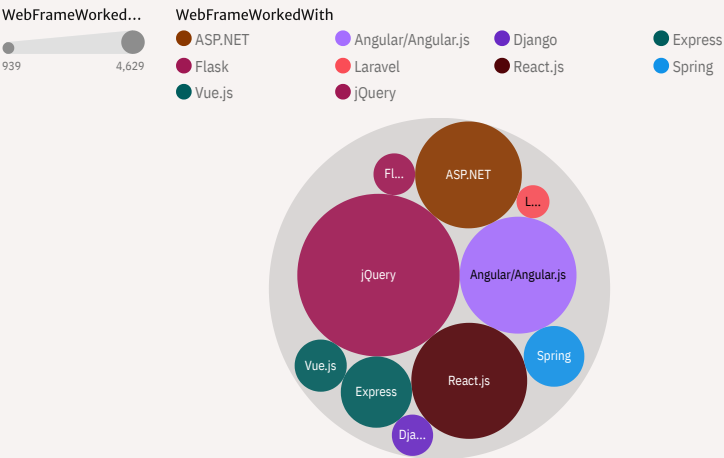 WebFrameWorked...
939
4,629
WebFrameWorkedWith
ASP.NET
Angular/Angular.js
Django
Express
Flask
Laravel
React.js
Spring
Vue.js
jQuery
Fl...
ASP.NET
L...
jQuery
Angular/Angular.js
Spring
Vue.js
React.js
Express
Dja...